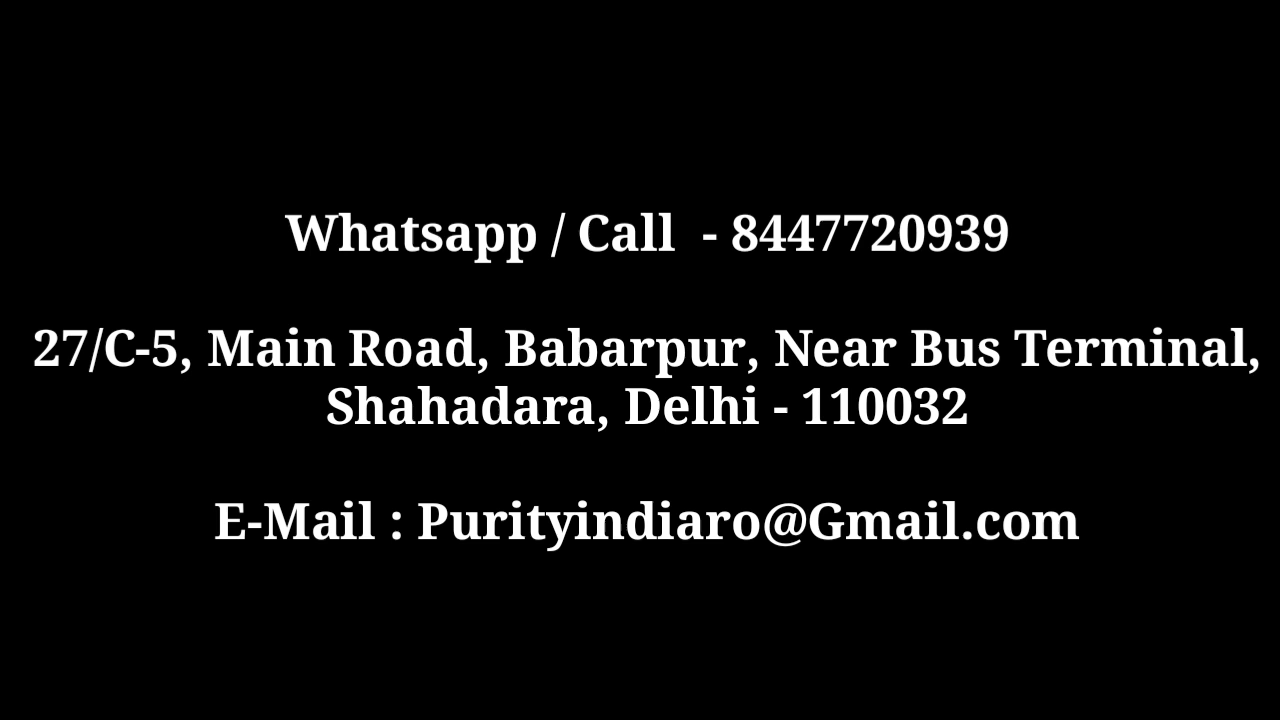 Whatsapp / Call  - 8447720939
27/C-5, Main Road, Babarpur, Near Bus Terminal,
Shahadara, Delhi - 110032
E-Mail : Purityindiaro@Gmail.com